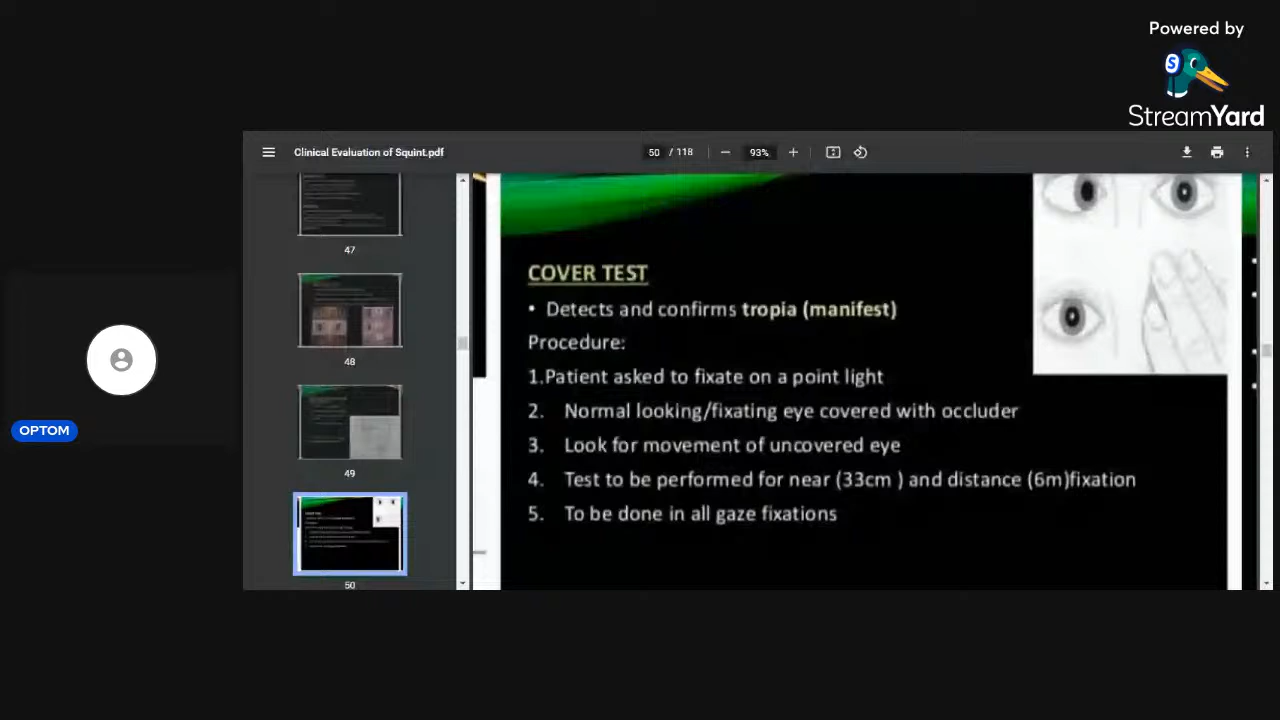 Powered by
S
StreamYard
Clinical Evaluation of Squint.pdf
50 / 118
93%
47
48
49
50
COVER TEST
• Detects and confirms tropia (manifest)
Procedure:
1.Patient asked to fixate on a point light
2. Normal looking/fixating eye covered with occluder
3. Look for movement of uncovered eye
4. Test to be performed for near (33cm ) and distance (6m)fixation
5. To be done in all gaze fixations
OPTOM